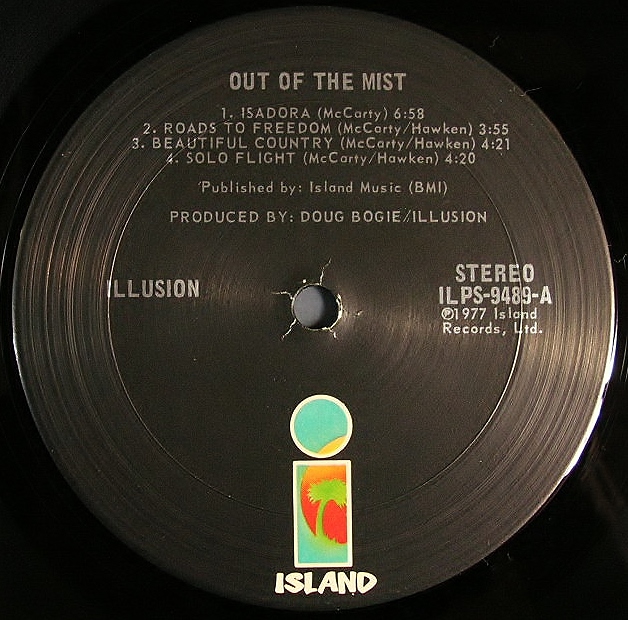 OUT OF THE MIST
1. ISADORA (McCarty) 6:58
2. ROADS TO FREEDOM (McCarty/Hawken) 3:55
3. BEAUTIFUL COUNTRY (McCarty/Hawken) 4:21
4. SOLO FLIGHT (McCarty/Hawken) 4:20
Published by: Island Music (BMI)
PRODUCED BY: DOUG BOGIE/ILLUSION
ILLUSION
STEREO
ILPS-9489-A
℗1977 Island
Records, Ltd.
ISLAND